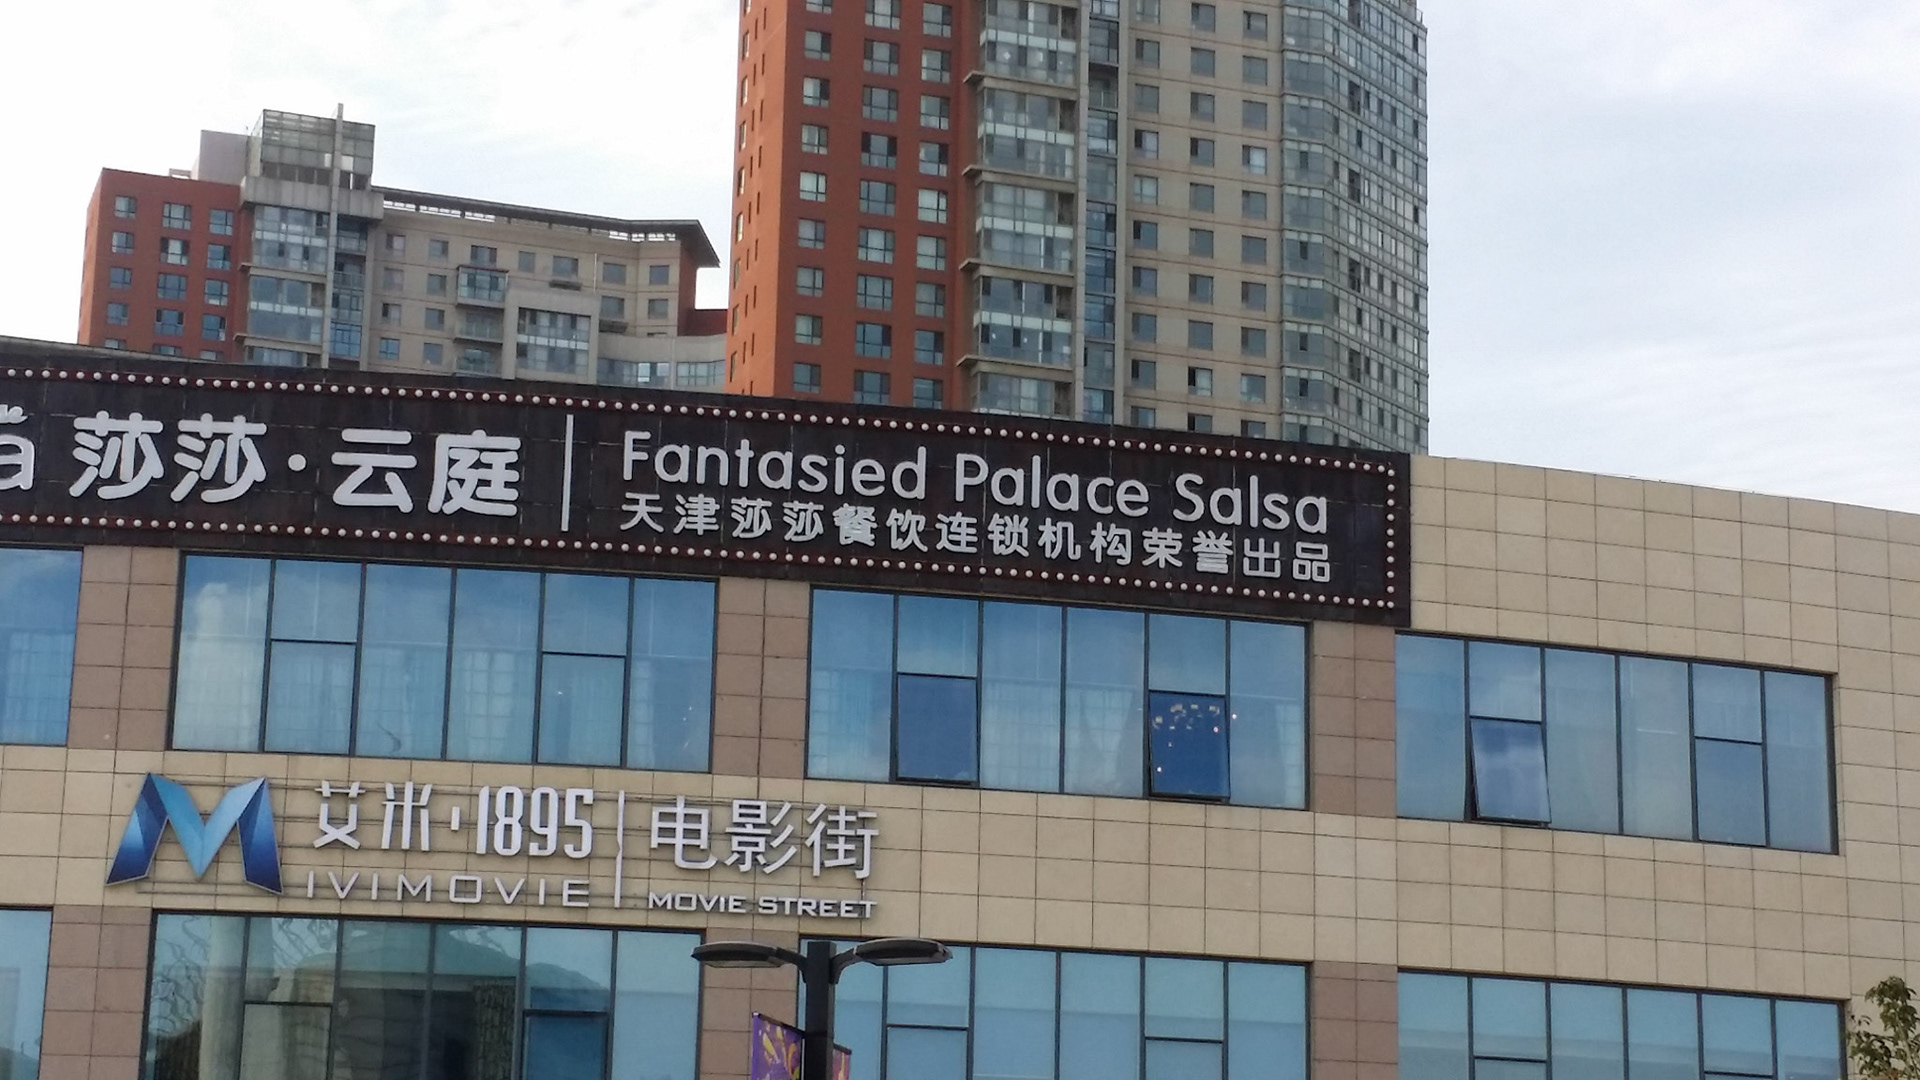 莎莎·云庭
Fantasied Palace Salsa
天津莎莎餐饮连锁机构荣誉出品
艾米·1895
IVIMOVIE
电影街
MOVIE STREET